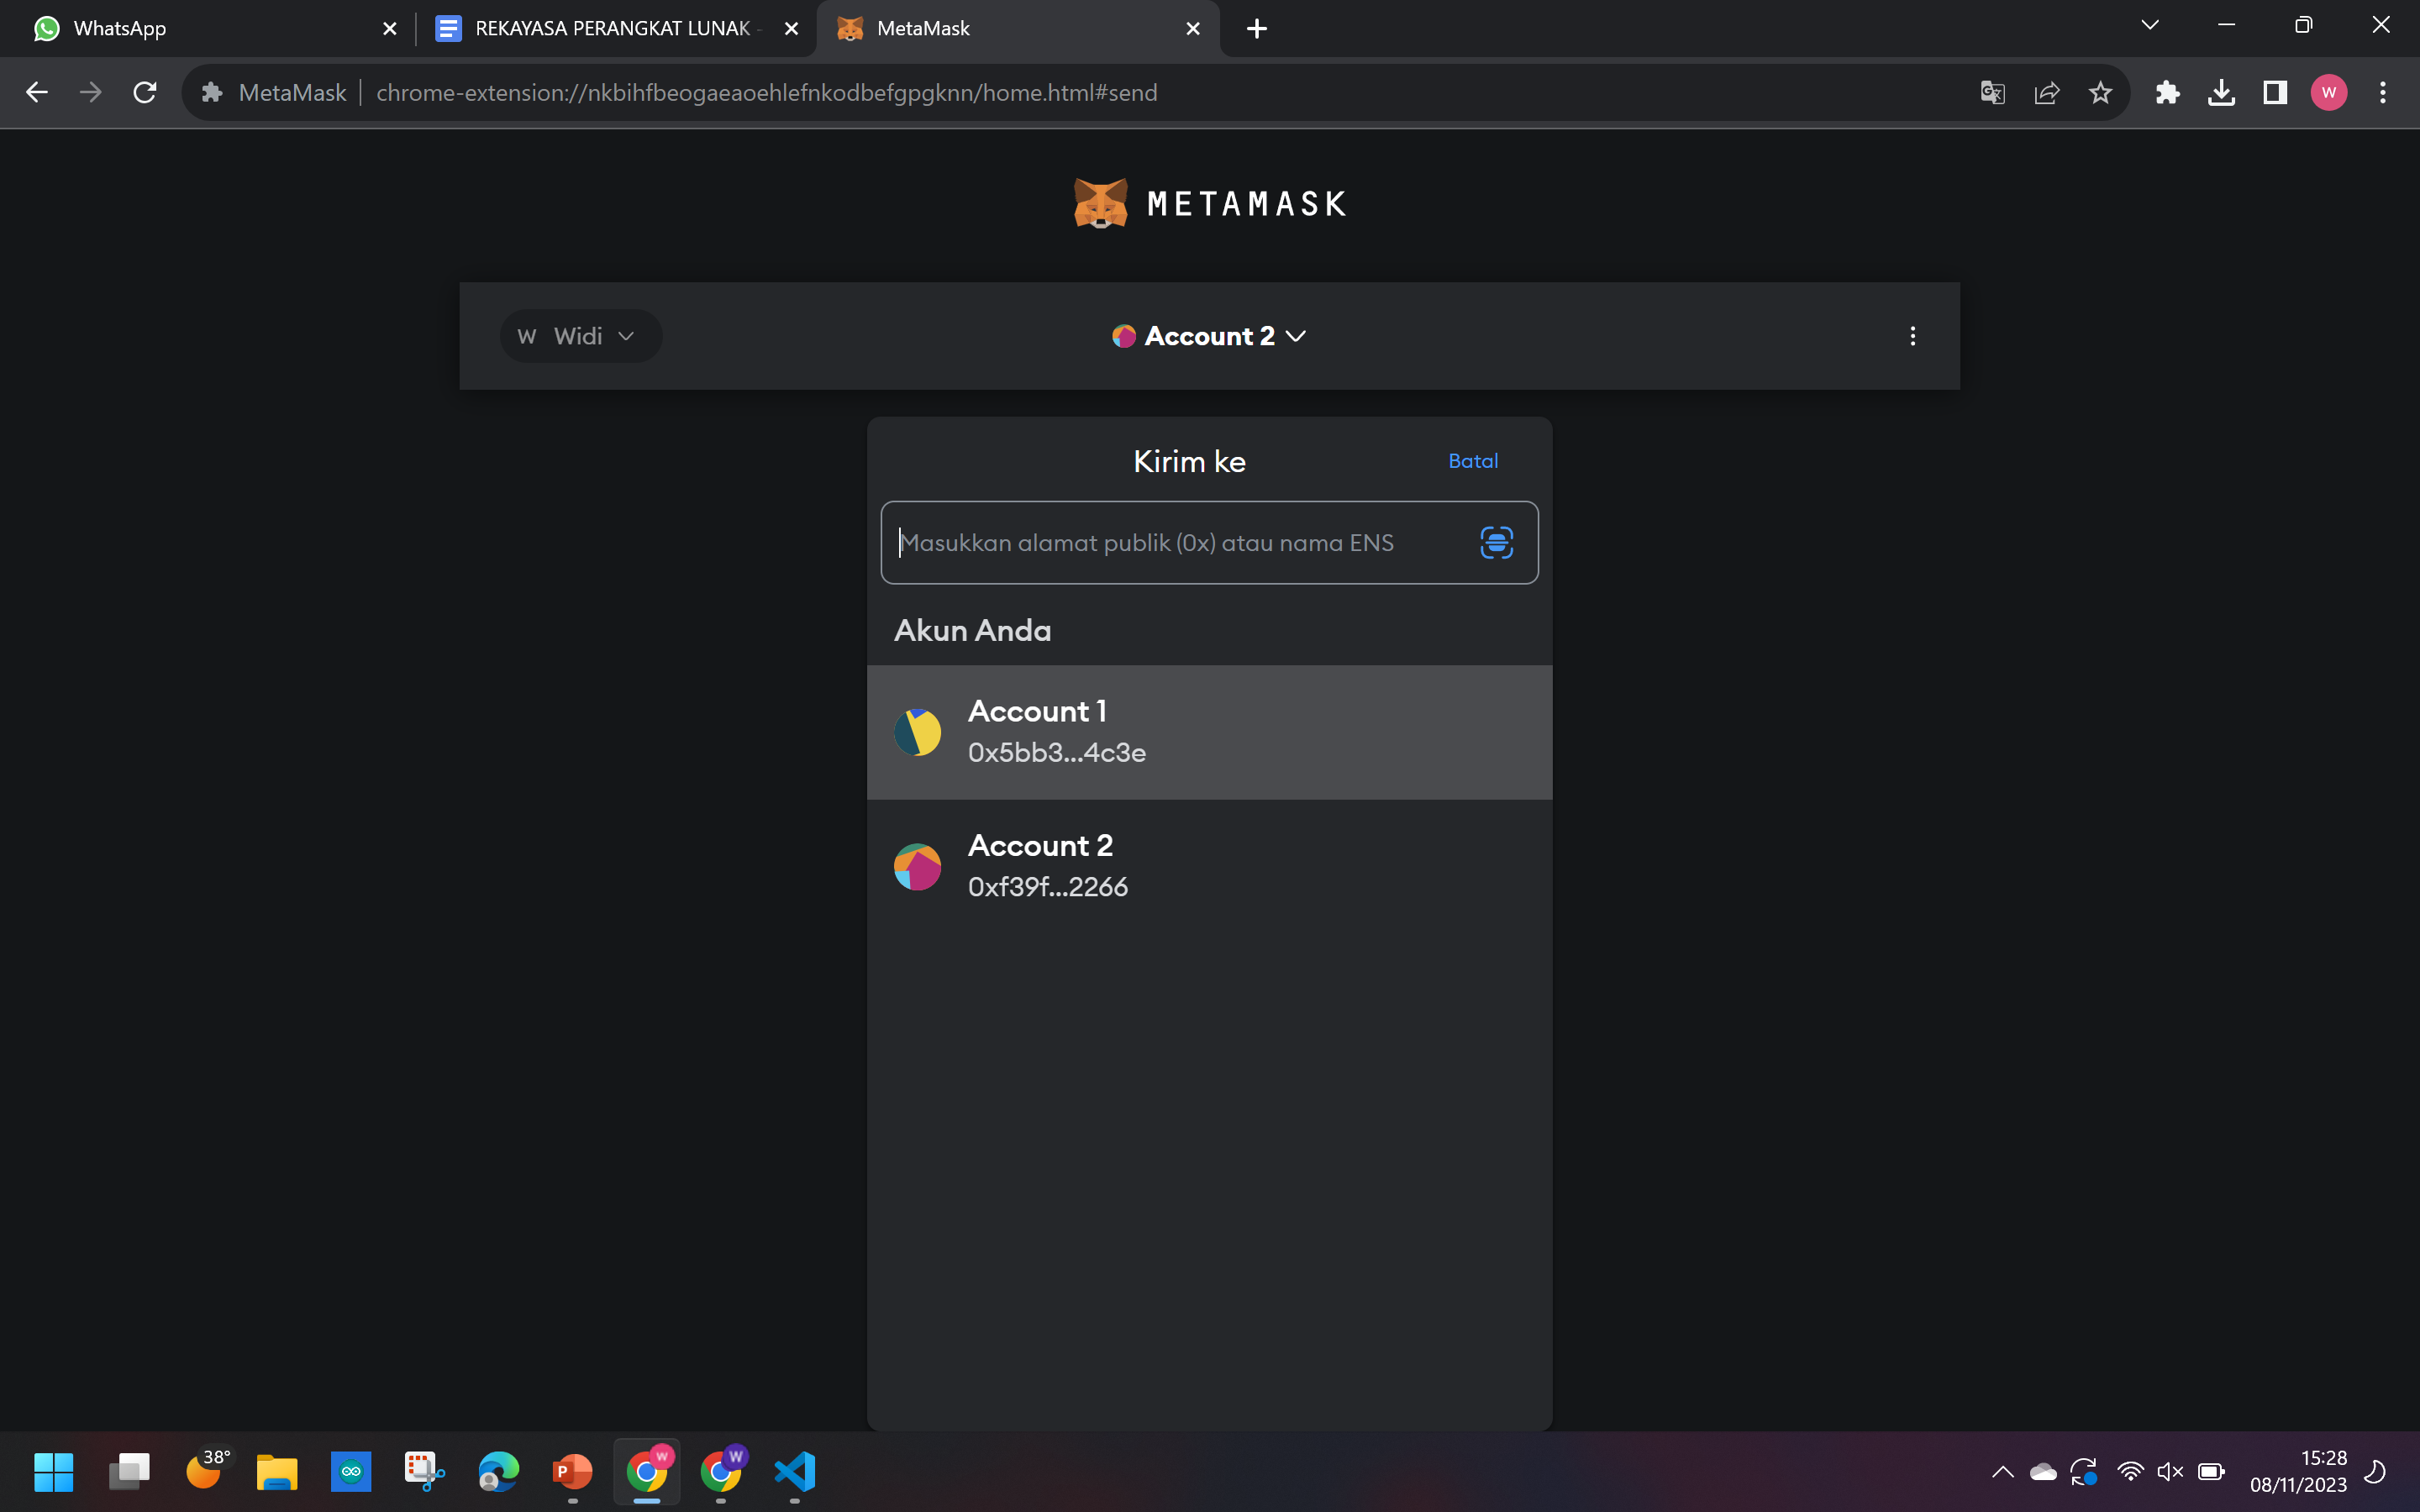 WhatsApp
REKAYASA PERANGKAT LUNAK -
MetaMask
MetaMask
chrome-extension://nkbihfbeogaeaoehlefnkodbefgpgknn/home.html#send
W
METAMASK
W Widi
Account 2
Kirim ke
Batal
Masukkan alamat publik (0x) atau nama ENS
Akun Anda
Account 1
0x5bb3...4c3e
Account 2
0xf39f...2266
38°
P
W
W
15:28
08/11/2023